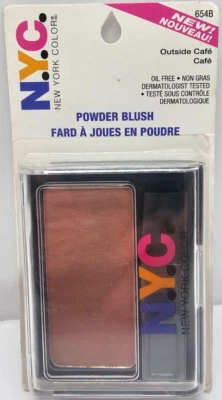 654B
NEW!
NOUVEAU!
N.Y.C.
NEW YORK COLOR®
Outside Café
Café
OIL FREE • NON GRAS
DERMATOLOGIST TESTED
• TESTÉ SOUS CONTRÔLE
DERMATOLOGIQUE
POWDER BLUSH
FARD À JOUES EN POUDRE
N.Y.C.
NEW YORK COLOR®